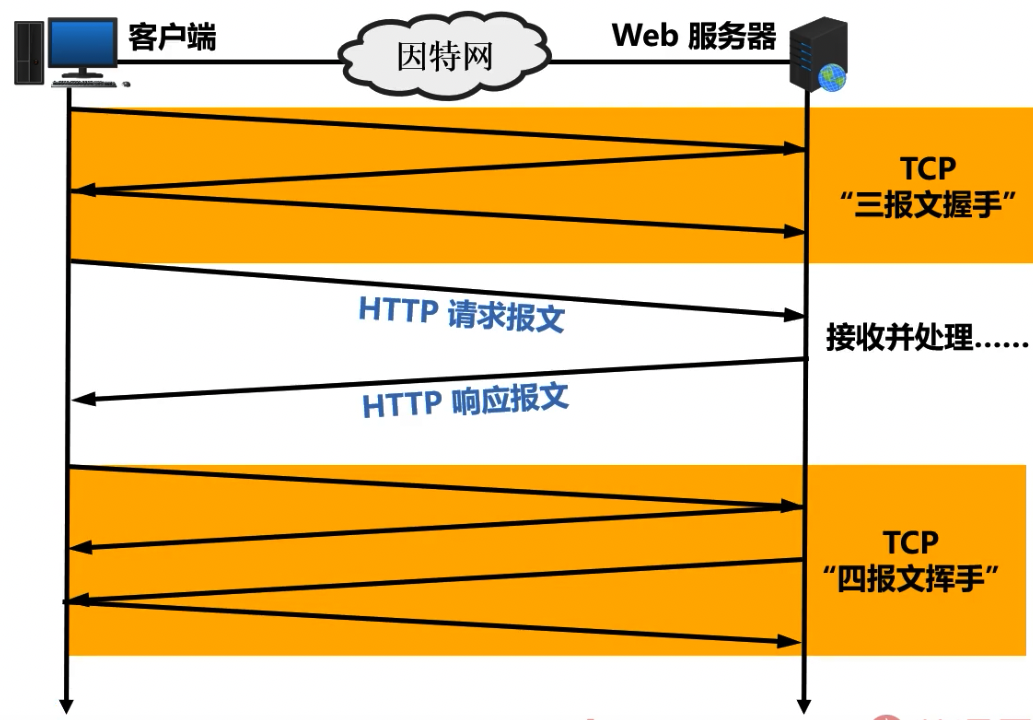 客户端
因特网
Web 服务器
TCP
“三报文握手”
HTTP 请求报文
接收并处理……
HTTP 响应报文
TCP
“四报文挥手”